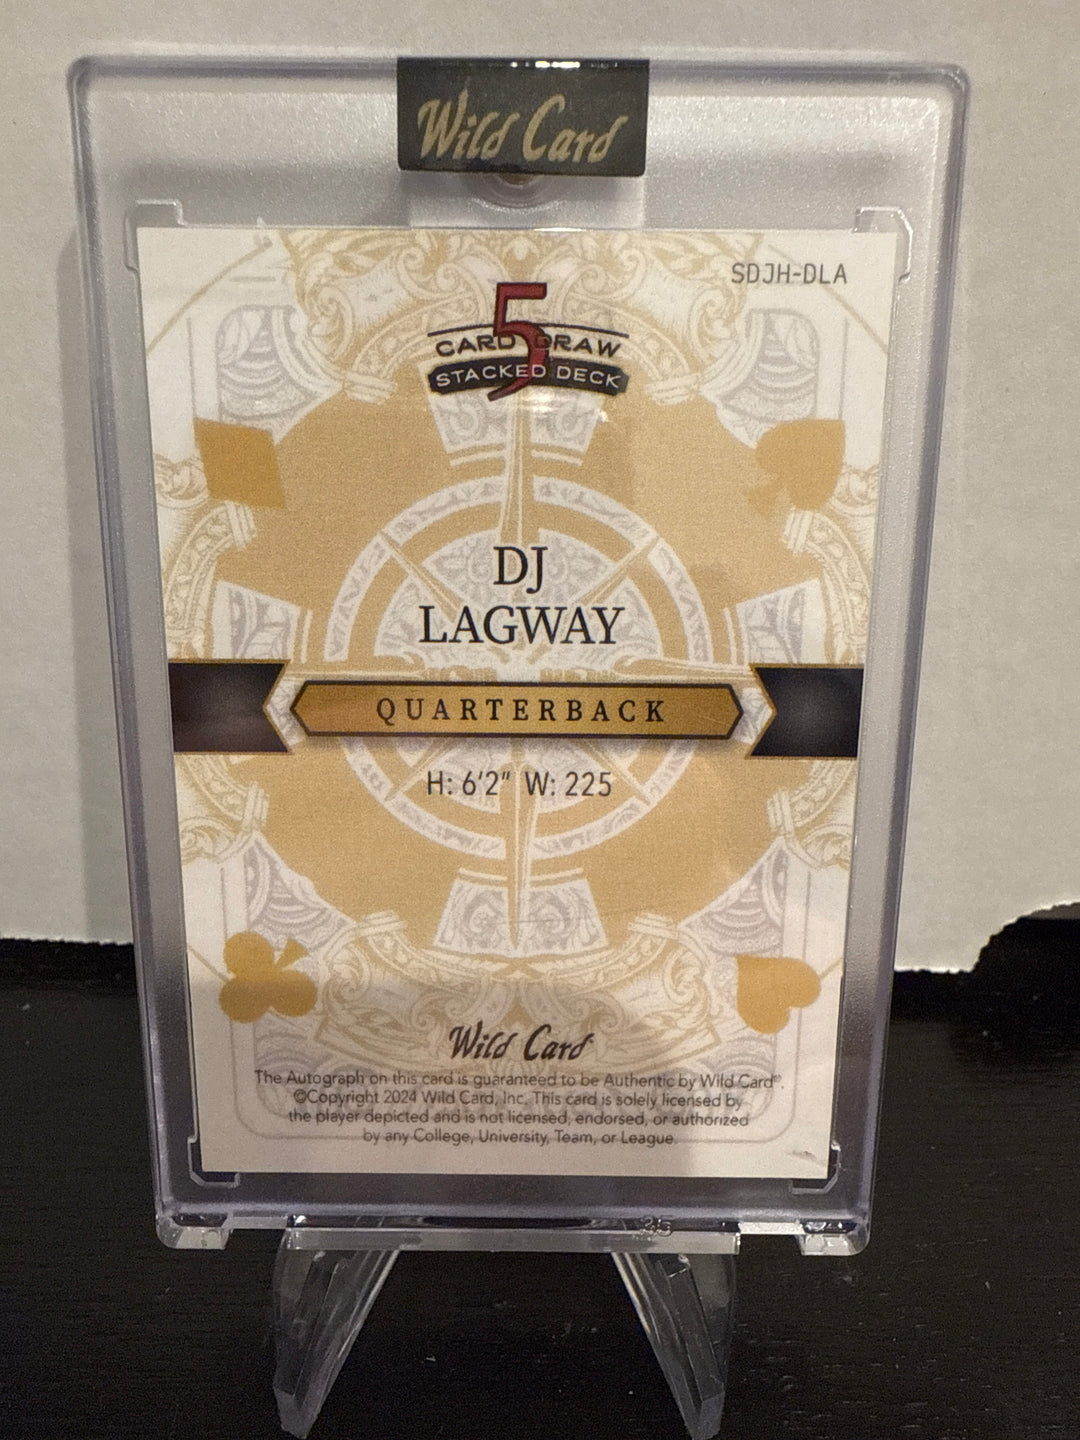 Wild Card
SDJH-DLA
5
CARD DRAW
STACKED DECK
DJ
LAGWAY
QUARTERBACK
H: 6'2" W: 225
Wild Card
The Autograph on this card is guaranteed to be Authentic by Wild Card®.
©Copyright 2024 Wild Card, Inc. This card is solely licensed by
the player depicted and is not licensed, endorsed, or authorized
by any College, University, Team, or League.